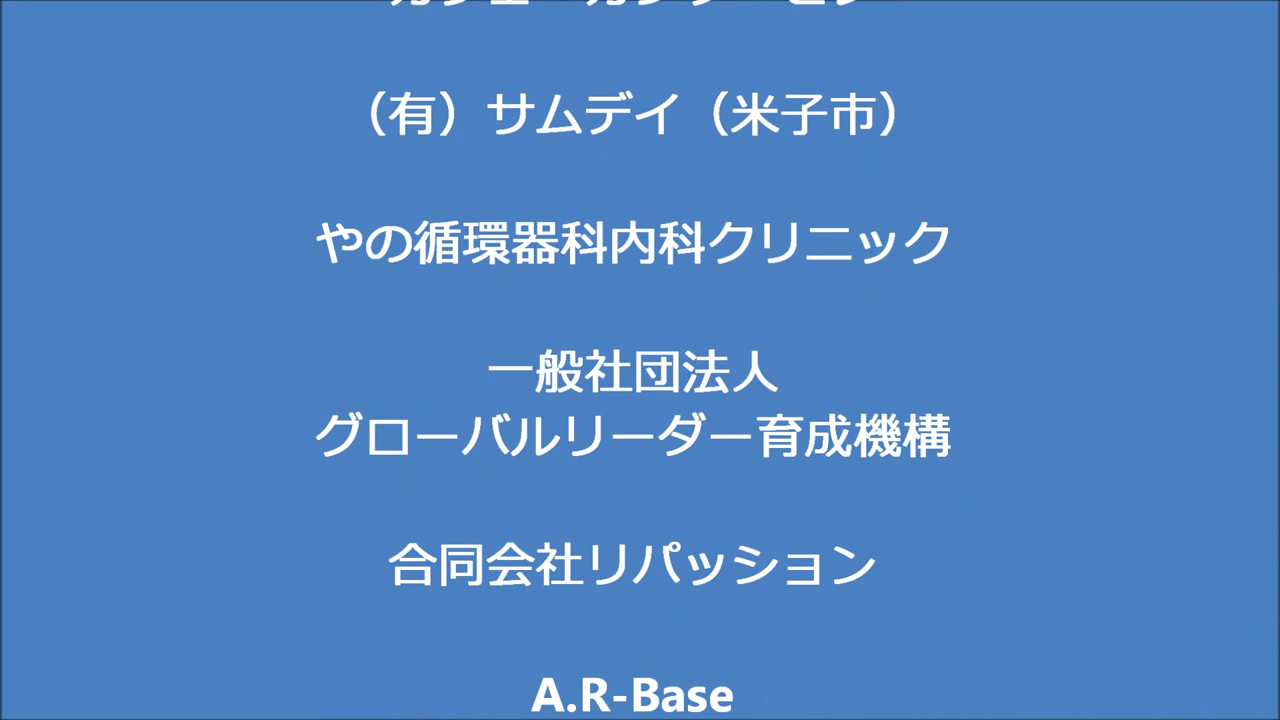 （有）サムデイ（米子市）
やの循環器科内科クリニック
一般社団法人
グローバルリーダー育成機構
合同会社リパッション
A.R-Base